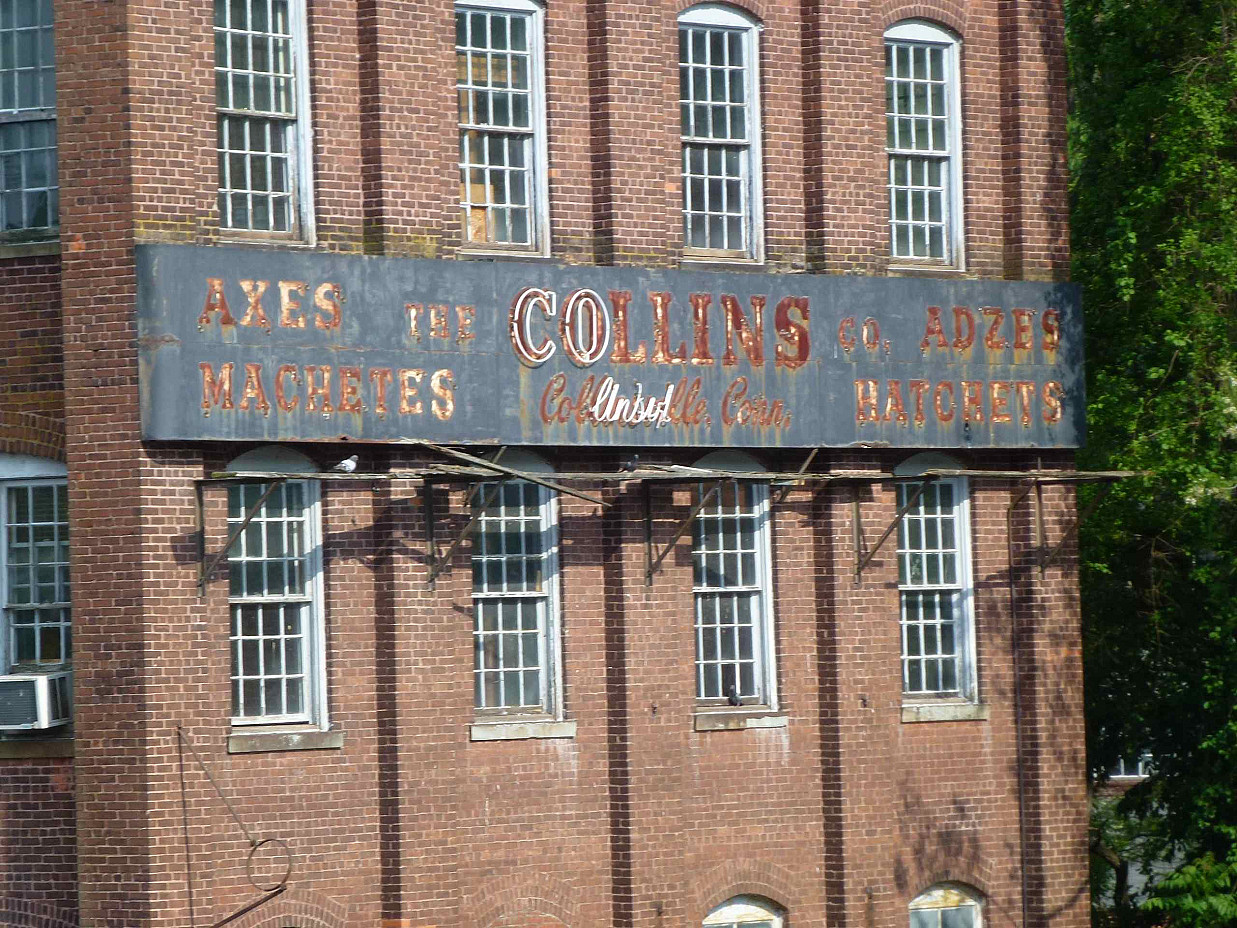 AXES THE COLLINS CO. ADZES
MACHETES Collinsville, Conn. HATCHETS